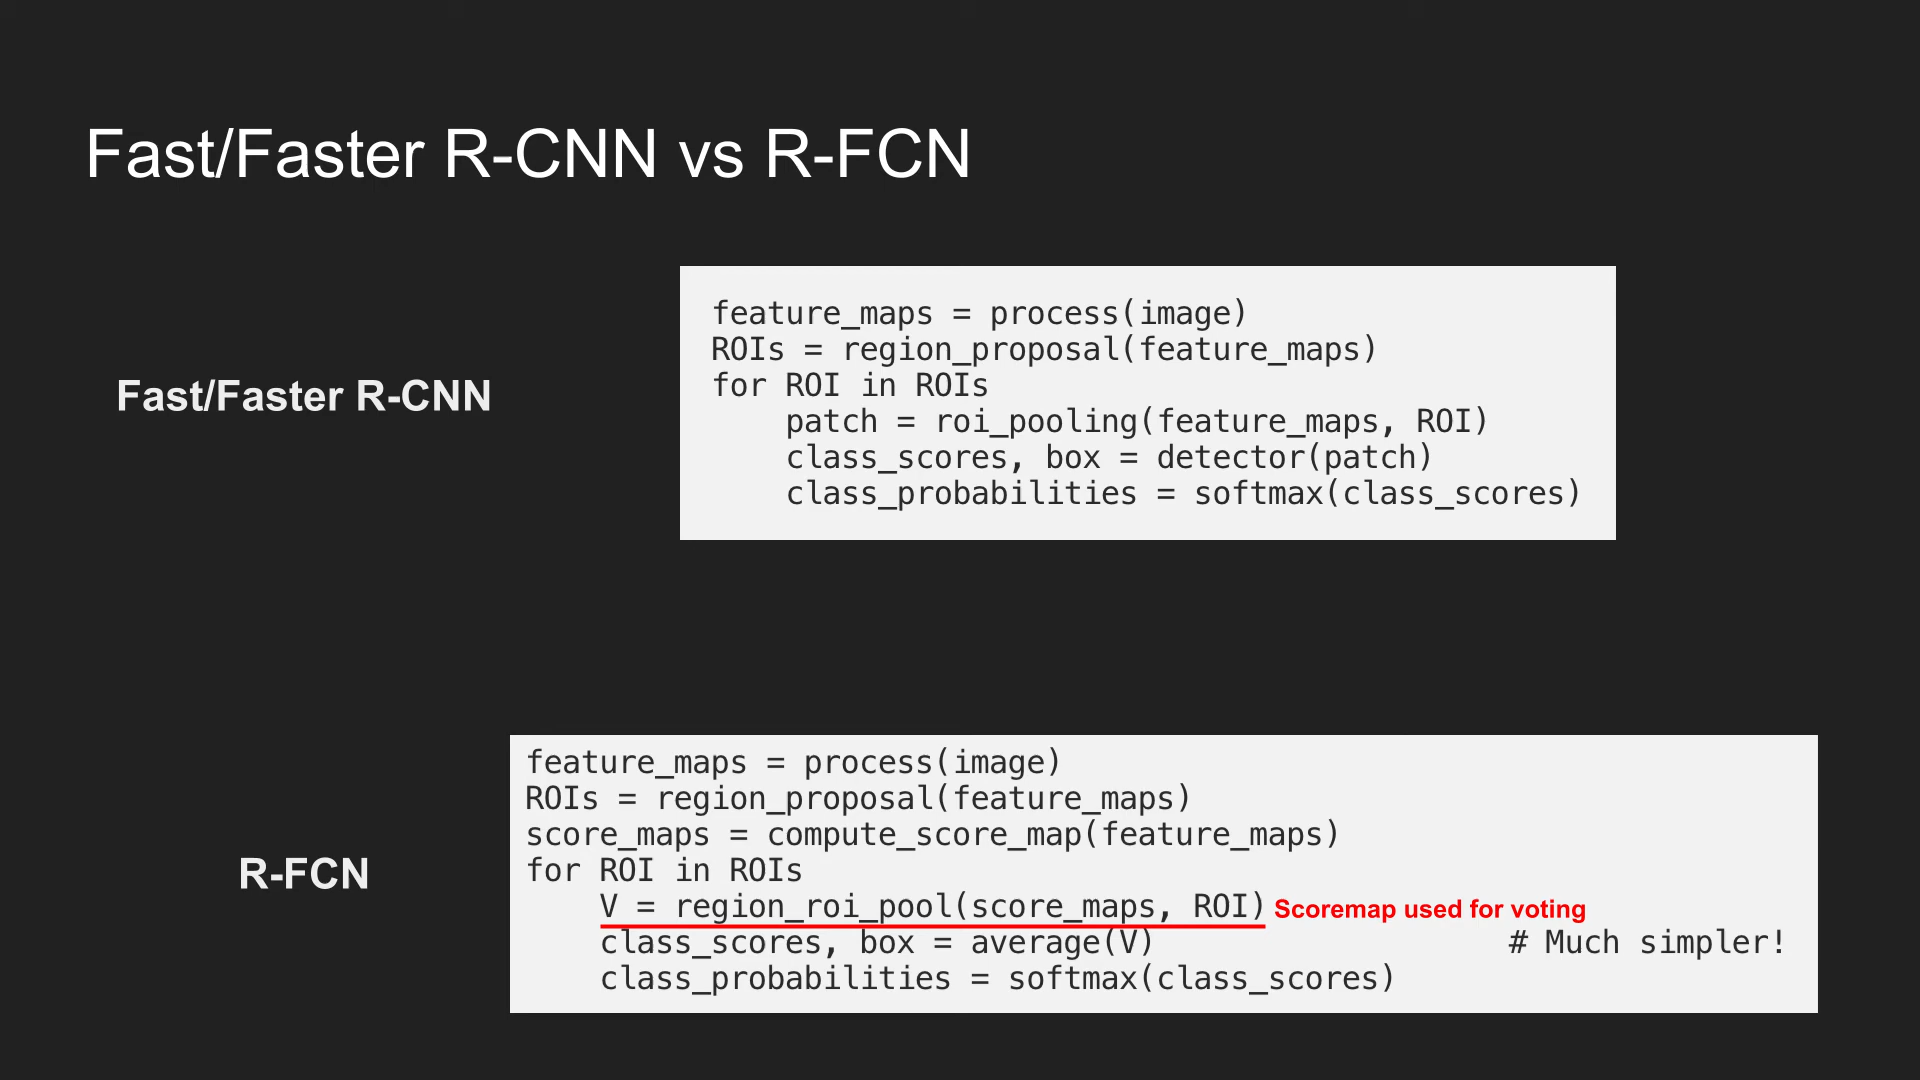 Fast/Faster R-CNN vs R-FCN
Fast/Faster R-CNN
feature_maps = process(image)
ROIs = region_proposal(feature_maps)
for ROI in ROIs
    patch = roi_pooling(feature_maps, ROI)
    class_scores, box = detector(patch)
    class_probabilities = softmax(class_scores)
R-FCN
feature_maps = process(image)
ROIs = region_proposal(feature_maps)
score_maps = compute_score_map(feature_maps)
for ROI in ROIs
    V = region_roi_pool(score_maps, ROI) Scoremap used for voting
    class_scores, box = average(V)                   # Much simpler!
    class_probabilities = softmax(class_scores)